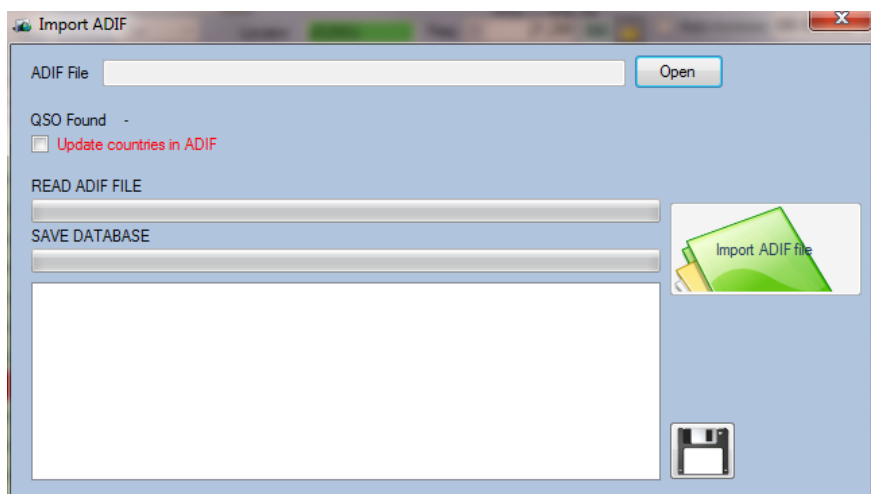 Import ADIF
ADIF File
Open
QSO Found -
Update countries in ADIF
READ ADIF FILE
SAVE DATABASE
Import ADIF file